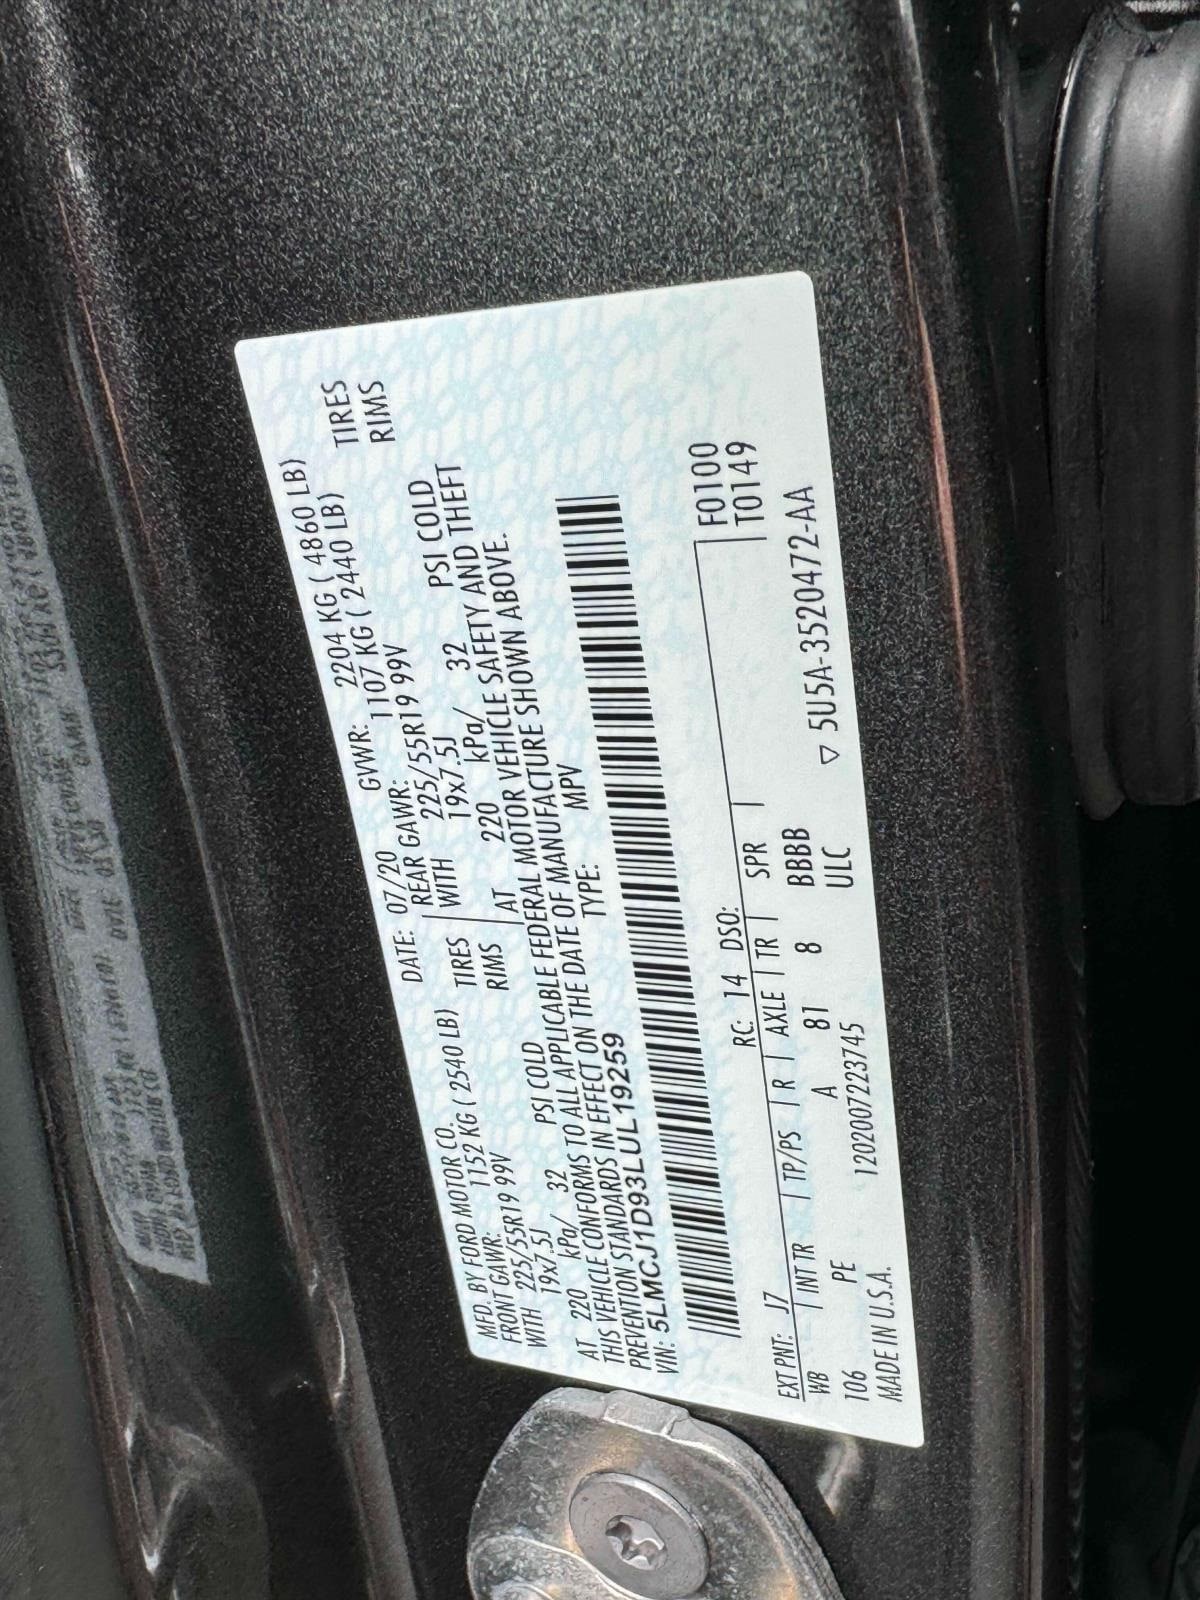 MFD. BY FORD MOTOR CO. DATE: 07/20 GVWR: 2204 KG ( 4860 LB)
FRONT GAWR: 1152 KG ( 2540 LB) REAR GAWR: 1107 KG ( 2440 LB)
WITH 225/55R19 99V TIRES WITH 225/55R19 99V TIRES
19x7.5J RIMS 19x7.5J RIMS
AT 220 kPa/ 32 PSI COLD AT 220 kPa/ 32 PSI COLD
THIS VEHICLE CONFORMS TO ALL APPLICABLE FEDERAL MOTOR VEHICLE SAFETY AND THEFT
PREVENTION STANDARDS IN EFFECT ON THE DATE OF MANUFACTURE SHOWN ABOVE.
VIN: 5LMCJ1D93LUL19259 TYPE: MPV
F0100
T0149
EXT PNT: J7 RC: 14 DSO:
WB INT TR TP/PS R AXLE TR SPR
106 PE A 81 8 BBBB
ULC
MADE IN U.S.A. 1202007223745 ▽ 5U5A-3520472-AA